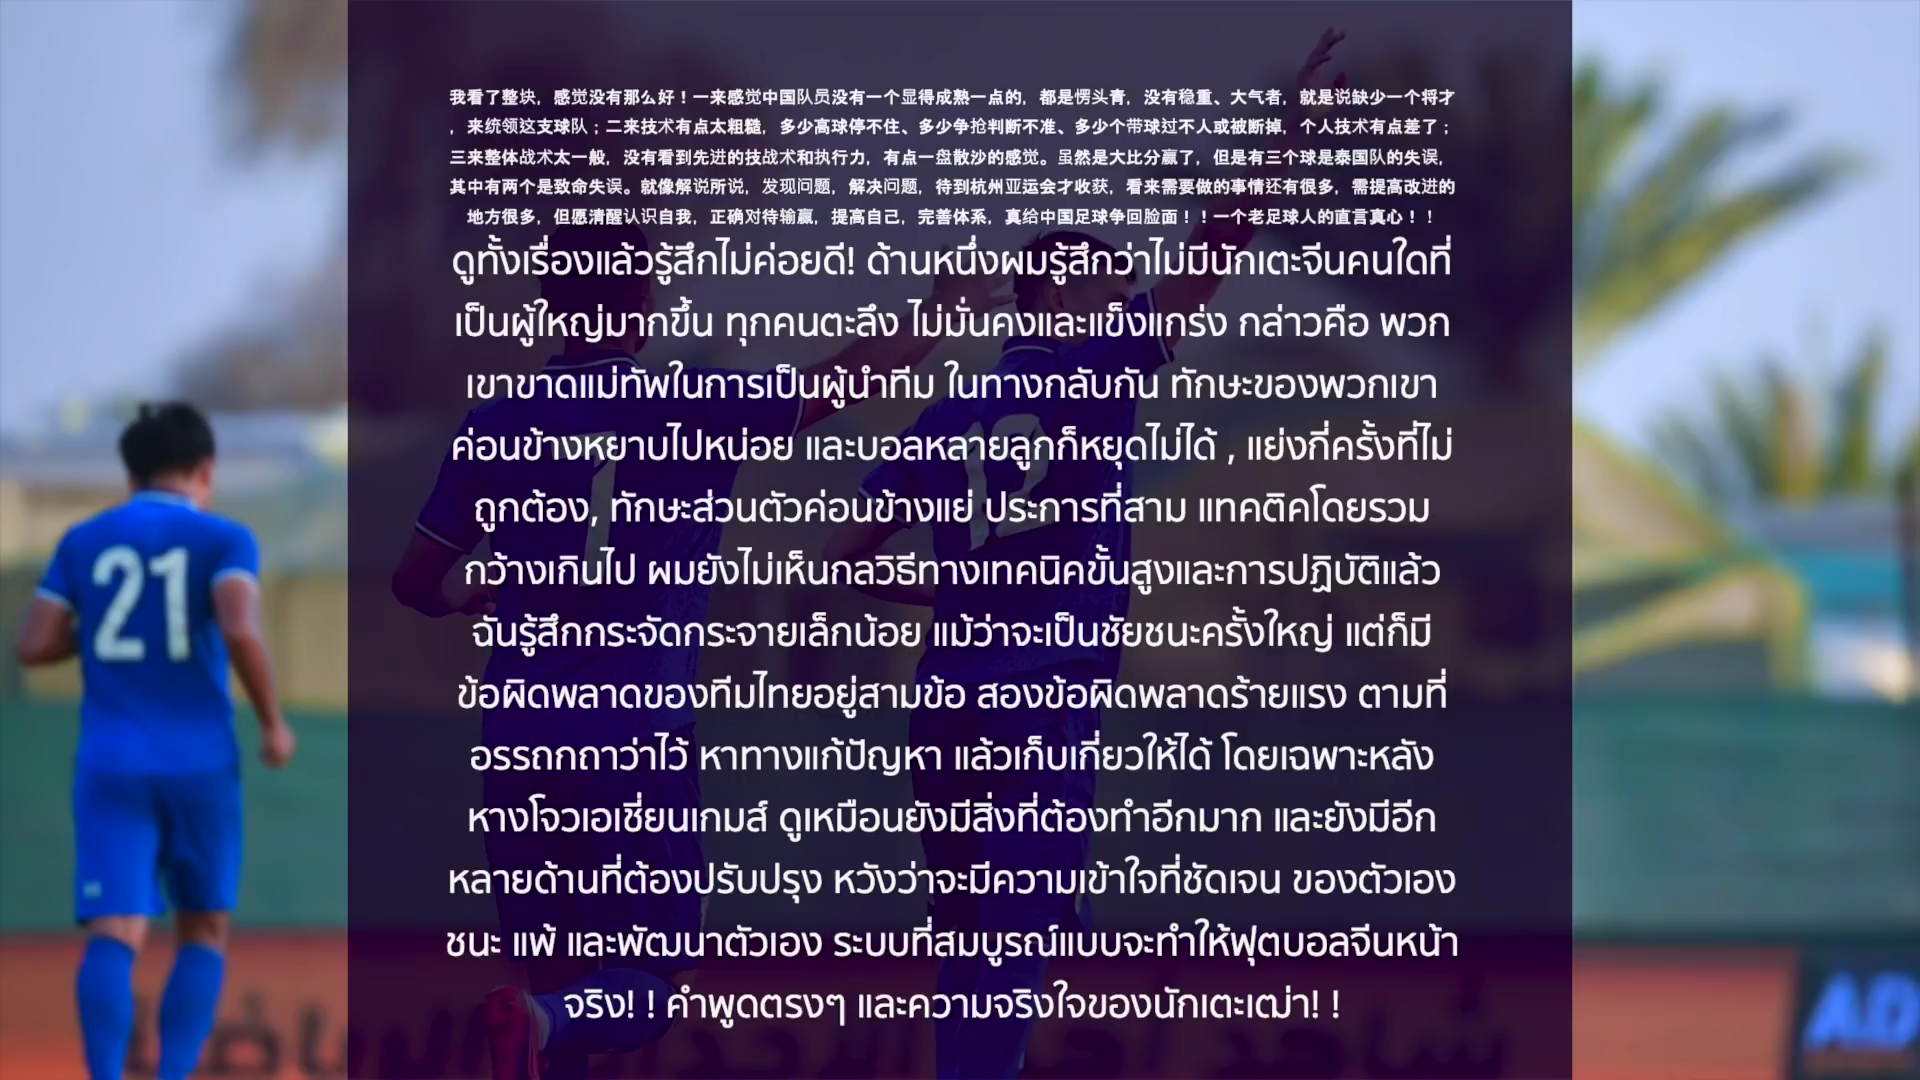 我看了整块，感觉没有那么好！一来感觉中国队员没有一个显得成熟一点的，都是愣头青，没有稳重、大气者，就是说缺少一个将才
，来统领这支球队；二来技术有点太粗糙，多少高球停不住、多少争抢判断不准、多少个带球过不人或被断掉，个人技术有点差了；
三来整体战术太一般，没有看到先进的技战术和执行力，有点一盘散沙的感觉。虽然是大比分赢了，但是有三个球是泰国队的失误，
其中有两个是致命失误。就像解说所说，发现问题，解决问题，待到杭州亚运会才收获，看来需要做的事情还有很多，需提高改进的
地方很多，但愿清醒认识自我，正确对待输赢，提高自己，完善体系，真给中国足球争回脸面！！一个老足球人的直言真心！！
ดูทั้งเรื่องแล้วรู้สึกไม่ค่อยดี! ด้านหนึ่งผมรู้สึกว่าไม่มีนักเตะจีนคนใดที่
เป็นผู้ใหญ่มากขึ้น ทุกคนตะลึง ไม่มั่นคงและแข็งแกร่ง กล่าวคือ พวก
เขาขาดแม่ทัพในการเป็นผู้นำทีม ในทางกลับกัน ทักษะของพวกเขา
ค่อนข้างหยาบไปหน่อย และบอลหลายลูกก็หยุดไม่ได้ , แย่งกี่ครั้งที่ไม่
ถูกต้อง, ทักษะส่วนตัวค่อนข้างแย่ ประการที่สาม แทคติคโดยรวม
กว้างเกินไป ผมยังไม่เห็นกลวิธีทางเทคนิคขั้นสูงและการปฏิบัติแล้ว
ฉันรู้สึกกระจัดกระจายเล็กน้อย แม้ว่าจะเป็นชัยชนะครั้งใหญ่ แต่ก็มี
ข้อผิดพลาดของทีมไทยอยู่สามข้อ สองข้อผิดพลาดร้ายแรง ตามที่
อรรถกถาว่าไว้ หาทางแก้ปัญหา แล้วเก็บเกี่ยวให้ได้ โดยเฉพาะหลัง
หางโจวเอเชี่ยนเกมส์ ดูเหมือนยังมีสิ่งที่ต้องทำอีกมาก และยังมีอีก
หลายด้านที่ต้องปรับปรุง หวังว่าจะมีความเข้าใจที่ชัดเจน ของตัวเอง
ชนะ แพ้ และพัฒนาตัวเอง ระบบที่สมบูรณ์แบบจะทำให้ฟุตบอลจีนหน้า
จริง! ! คำพูดตรงๆ และความจริงใจของนักเตะเฒ่า! !
21
1
12
AD